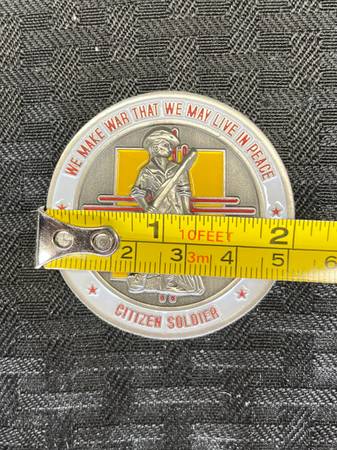 WE MAKE WAR THAT WE MAY LIVE IN PEACE
1 10FEET 2
1 2 3 3m 4 5 6
CITIZEN SOLDIER